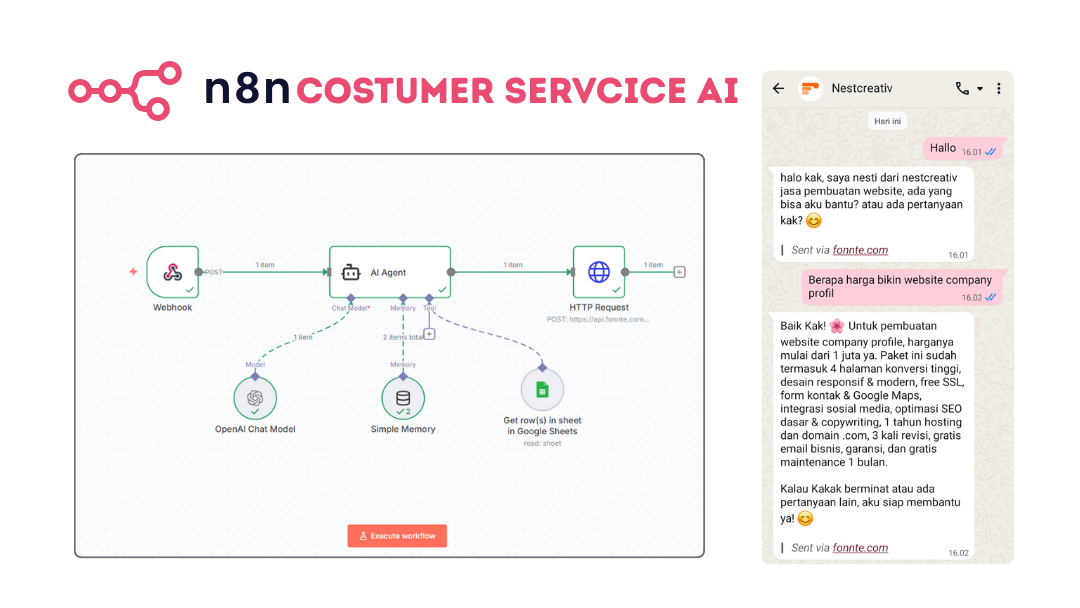 n8n COSTUMER SERVCICE AI
POST
1 item
AI Agent
1 item
1 item
Webhook
Chat Model*
Memory
Tool
HTTP Request
POST: https://api.fonnte.com...
1 item
2 items total
Model
Memory
2
OpenAI Chat Model
Simple Memory
Get row(s) in sheet
in Google Sheets
read: sheet
Execute workflow
Nestcreativ
Hari ini
Hallo 16.01
halo kak, saya nesti dari nestcreativ
jasa pembuatan website, ada yang
bisa aku bantu? atau ada pertanyaan
kak? 😊
Sent via fonnte.com
16.01
Berapa harga bikin website company
profil 16.02
Baik Kak! 🌸 Untuk pembuatan
website company profile, harganya
mulai dari 1 juta ya. Paket ini sudah
termasuk 4 halaman konversi tinggi,
desain responsif & modern, free SSL,
form kontak & Google Maps,
integrasi sosial media, optimasi SEO
dasar & copywriting, 1 tahun hosting
dan domain .com, 3 kali revisi, gratis
email bisnis, garansi, dan gratis
maintenance 1 bulan.
Kalau Kakak berminat atau ada
pertanyaan lain, aku siap membantu
ya! 😊
Sent via fonnte.com
16.02